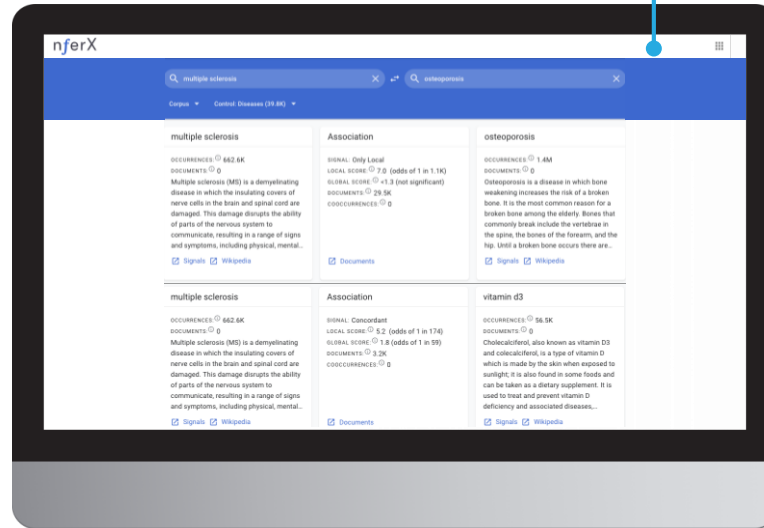 nferX
multiple sclerosis
osteoporosis
Corpus
Control: Diseases (39.8K)
multiple sclerosis
OCCURRENCES: 662.6K
DOCUMENTS: 0
Multiple sclerosis (MS) is a demyelinating
disease in which the insulating covers of
nerve cells in the brain and spinal cord are
damaged. This damage disrupts the ability
of parts of the nervous system to
communicate, resulting in a range of signs
and symptoms, including physical, mental...
Signals Wikipedia
Association
SIGNAL: Only Local
LOCAL SCORE: 7.0 (odds of 1 in 1.1K)
GLOBAL SCORE: <1.3 (not significant)
DOCUMENTS: 29.5K
COOCCURRENCES: 0
Documents
osteoporosis
OCCURRENCES: 1.4M
DOCUMENTS: 0
Osteoporosis is a disease in which bone
weakening increases the risk of a broken
bone. It is the most common reason for a
broken bone among the elderly. Bones that
commonly break include the vertebrae in
the spine, the bones of the forearm, and the
hip. Until a broken bone occurs there are...
Signals Wikipedia
multiple sclerosis
OCCURRENCES: 662.6K
DOCUMENTS: 0
Multiple sclerosis (MS) is a demyelinating
disease in which the insulating covers of
nerve cells in the brain and spinal cord are
damaged. This damage disrupts the ability
of parts of the nervous system to
communicate, resulting in a range of signs
and symptoms, including physical, mental...
Signals Wikipedia
Association
SIGNAL: Concordant
LOCAL SCORE: 5.2 (odds of 1 in 174)
GLOBAL SCORE: 1.8 (odds of 1 in 59)
DOCUMENTS: 3.2K
COOCCURRENCES: 0
Documents
vitamin d3
OCCURRENCES: 56.5K
DOCUMENTS: 0
Cholecalciferol, also known as vitamin D3
and colecalciferol, is a type of vitamin D
which is made by the skin when exposed to
sunlight; it is also found in some foods and
can be taken as a dietary supplement. It is
used to treat and prevent vitamin D
deficiency and associated diseases,...
Signals Wikipedia